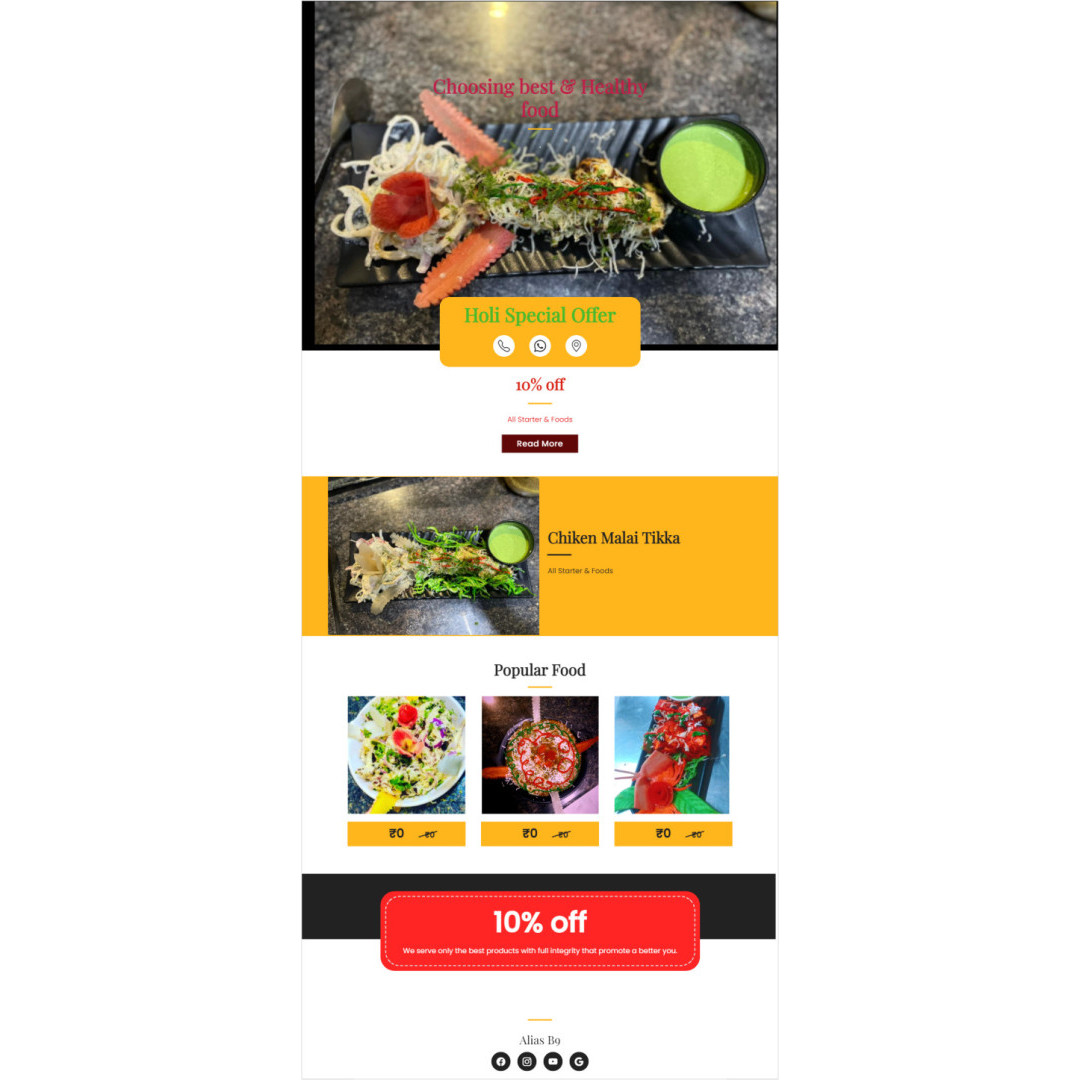 Choosing best & Healthy
food
Holi Special Offer
10% off
All Starter & Foods
Read More
Chiken Malai Tikka
All Starter & Foods
Popular Food
₹0 ₹0
₹0 ₹0
₹0 ₹0
10% off
We serve only the best products with full integrity that promote a better you.
Alias B9